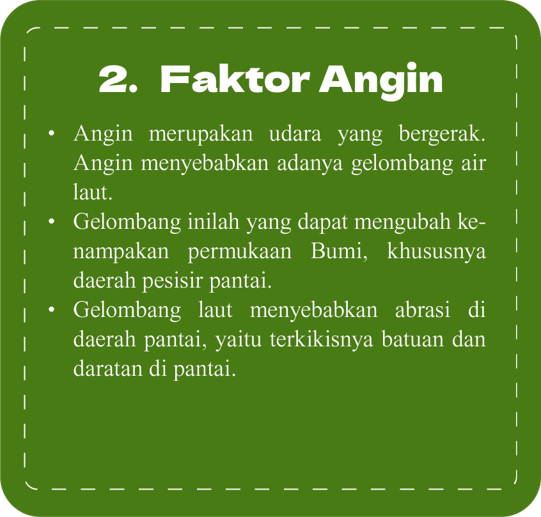 2. Faktor Angin
• Angin merupakan udara yang bergerak.
Angin menyebabkan adanya gelombang air
laut.
• Gelombang inilah yang dapat mengubah ke-
nampakan permukaan Bumi, khususnya
daerah pesisir pantai.
• Gelombang laut menyebabkan abrasi di
daerah pantai, yaitu terkikisnya batuan dan
daratan di pantai.